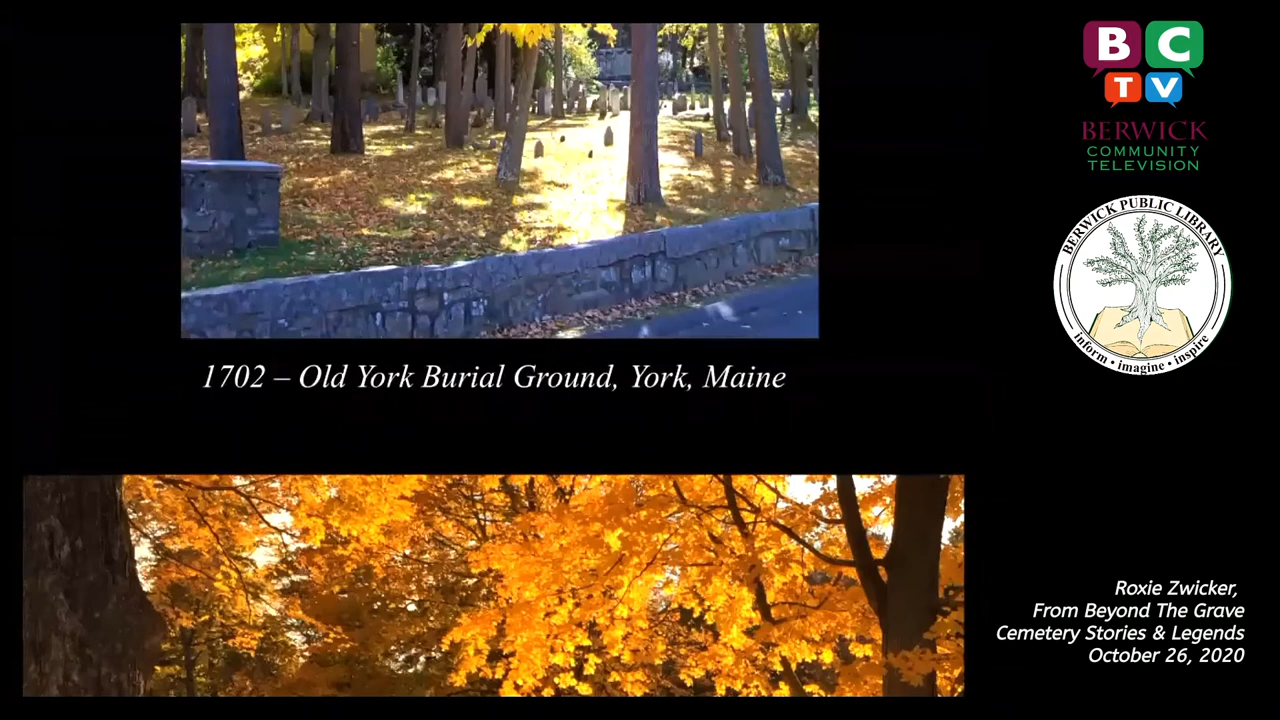 B C
T V
BERWICK
COMMUNITY
TELEVISION
BERWICK PUBLIC LIBRARY
inform • imagine • inspire
1702 – Old York Burial Ground, York, Maine
Roxie Zwicker,
From Beyond The Grave
Cemetery Stories & Legends
October 26, 2020